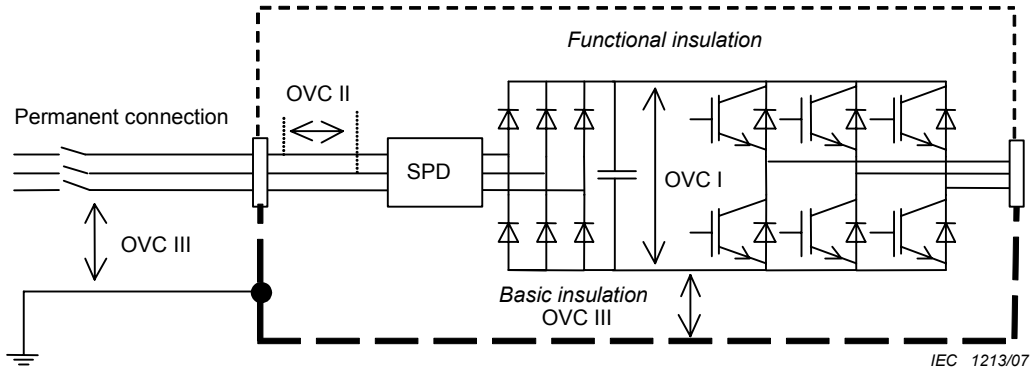 Functional insulation
OVC II
Permanent connection
SPD
OVC I
OVC III
Basic insulation
OVC III
IEC 1213/07